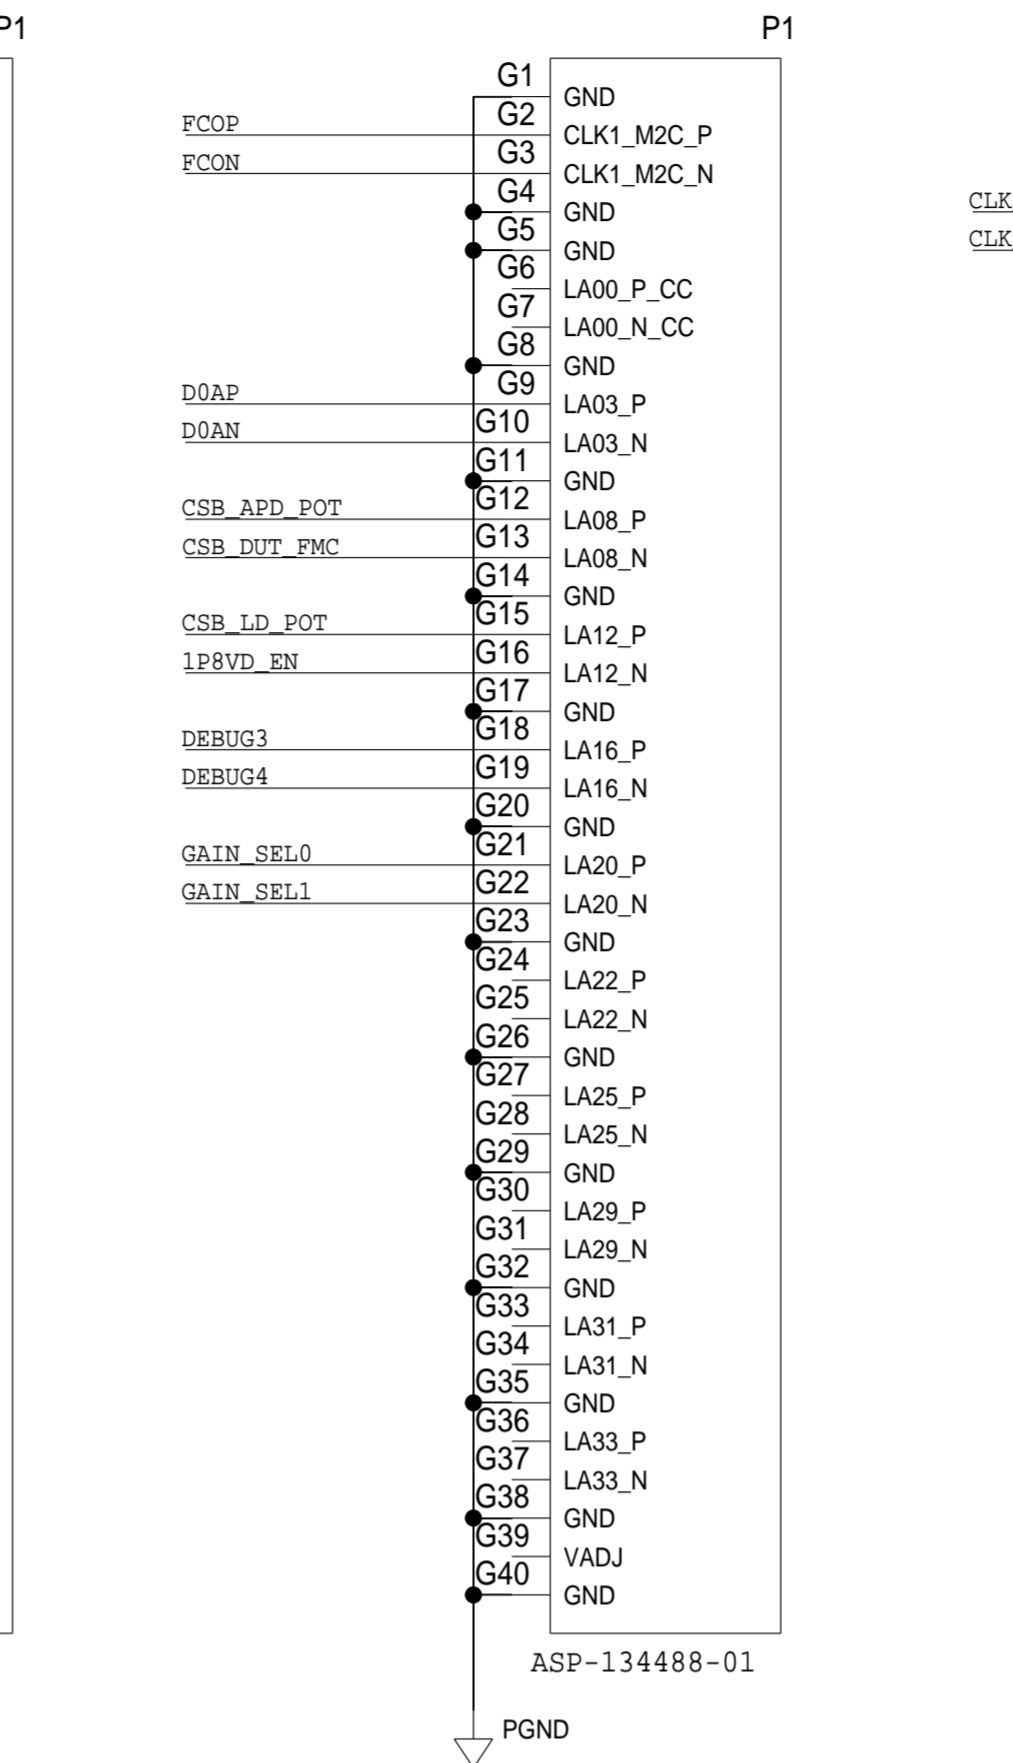 P1
P1
G1 GND
FCOP G2 CLK1_M2C_P
FCON G3 CLK1_M2C_N
G4 GND
CLK
G5 GND
CLK
G6 LA00_P_CC
G7 LA00_N_CC
G8 GND
D0AP G9 LA03_P
D0AN G10 LA03_N
G11 GND
CSB_APD_POT G12 LA08_P
CSB_DUT_FMC G13 LA08_N
G14 GND
CSB_LD_POT G15 LA12_P
1P8VD_EN G16 LA12_N
G17 GND
DEBUG3 G18 LA16_P
DEBUG4 G19 LA16_N
G20 GND
GAIN_SEL0 G21 LA20_P
GAIN_SEL1 G22 LA20_N
G23 GND
G24 LA22_P
G25 LA22_N
G26 GND
G27 LA25_P
G28 LA25_N
G29 GND
G30 LA29_P
G31 LA29_N
G32 GND
G33 LA31_P
G34 LA31_N
G35 GND
G36 LA33_P
G37 LA33_N
G38 GND
G39 VADJ
G40 GND
ASP-134488-01
PGND